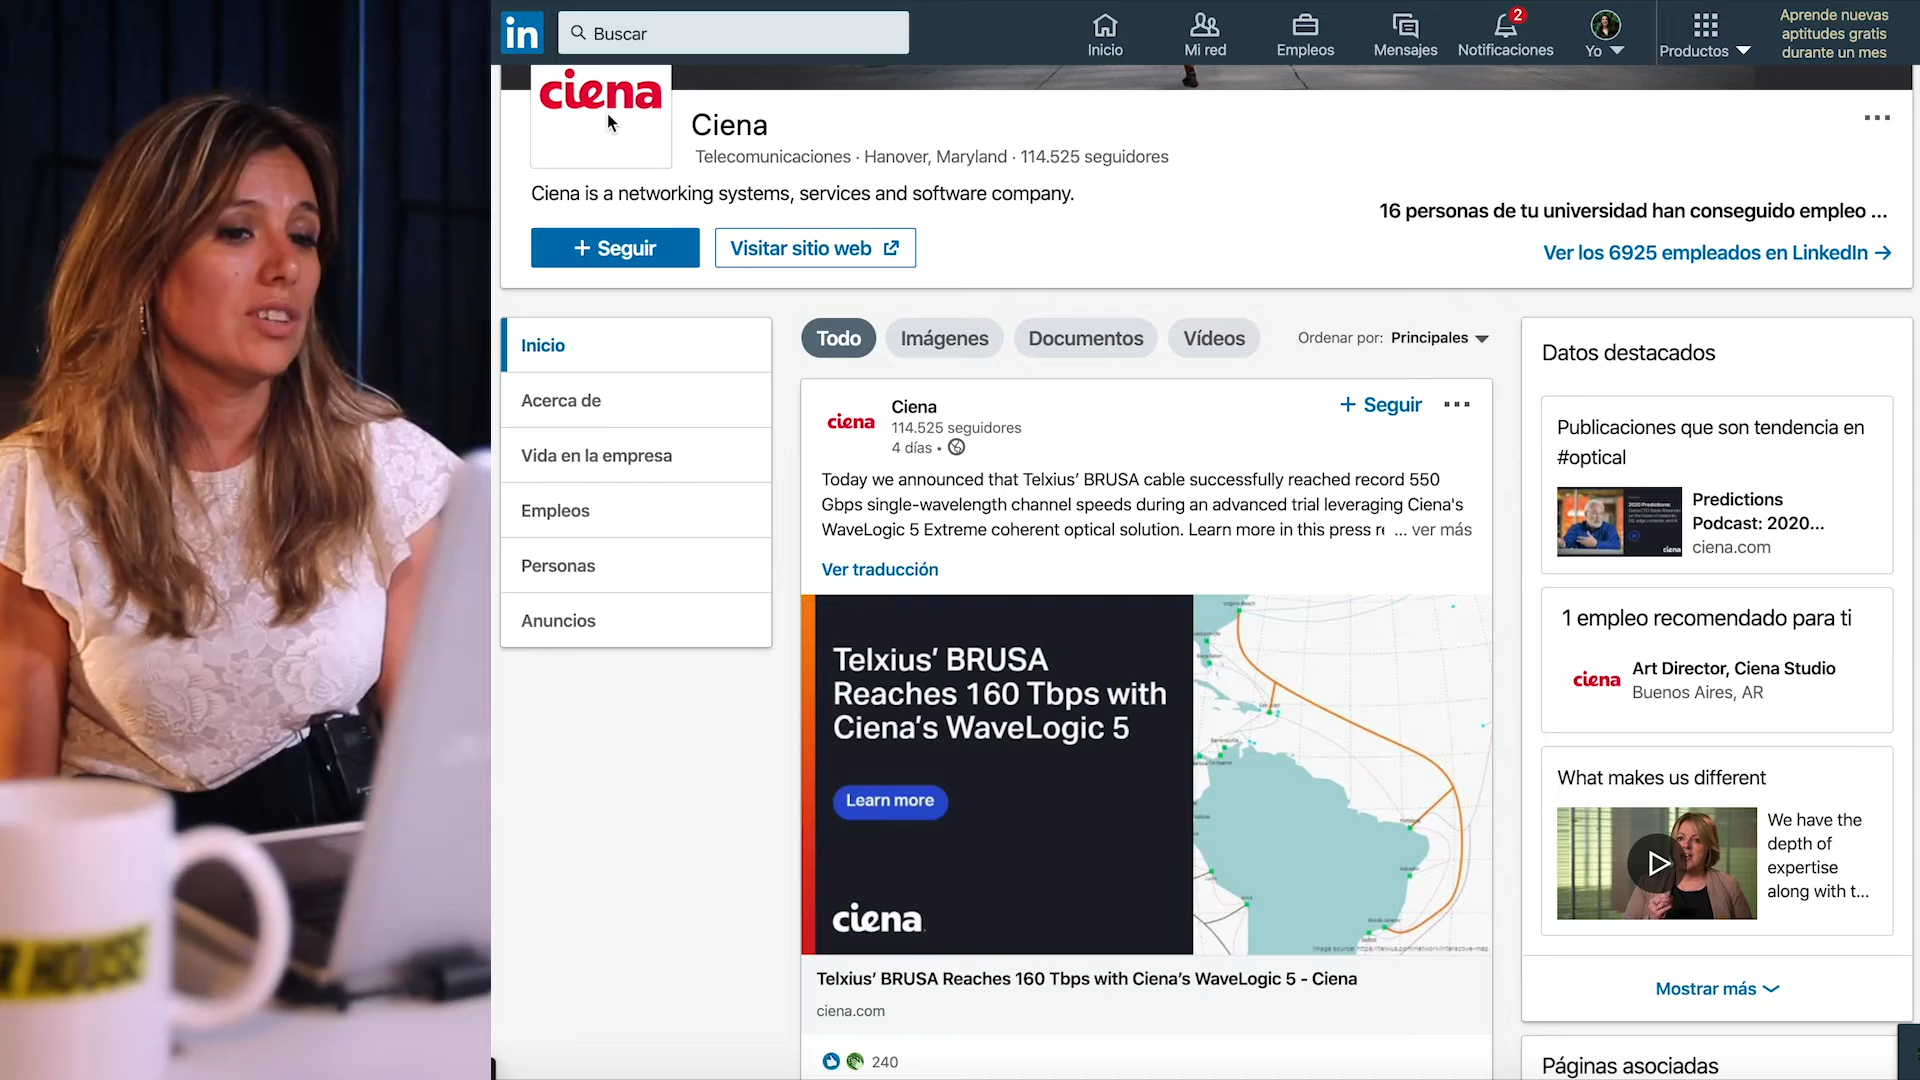 in
Buscar
Inicio
Mi red
Empleos
Mensajes
2
Notificaciones
Yo
Productos
Aprende nuevas
aptitudes gratis
durante un mes
ciena
Ciena
Telecomunicaciones · Hanover, Maryland · 114.525 seguidores
Ciena is a networking systems, services and software company.
16 personas de tu universidad han conseguido empleo ...
+ Seguir
Visitar sitio web
Ver los 6925 empleados en LinkedIn →
Inicio
Acerca de
Vida en la empresa
Empleos
Personas
Anuncios
Todo
Imágenes
Documentos
Vídeos
Ordenar por: Principales
ciena
Ciena
114.525 seguidores
4 días •
+ Seguir
Today we announced that Telxius' BRUSA cable successfully reached record 550
Gbps single-wavelength channel speeds during an advanced trial leveraging Ciena's
WaveLogic 5 Extreme coherent optical solution. Learn more in this press re ... ver más
Ver traducción
Telxius' BRUSA
Reaches 160 Tbps with
Ciena's WaveLogic 5
Learn more
ciena
Telxius' BRUSA Reaches 160 Tbps with Ciena's WaveLogic 5 - Ciena
ciena.com
240
Datos destacados
Publicaciones que son tendencia en
#optical
Predictions
Podcast: 2020...
ciena.com
1 empleo recomendado para ti
ciena
Art Director, Ciena Studio
Buenos Aires, AR
What makes us different
We have the
depth of
expertise
along with t...
Mostrar más
Páginas asociadas
R HOUSE